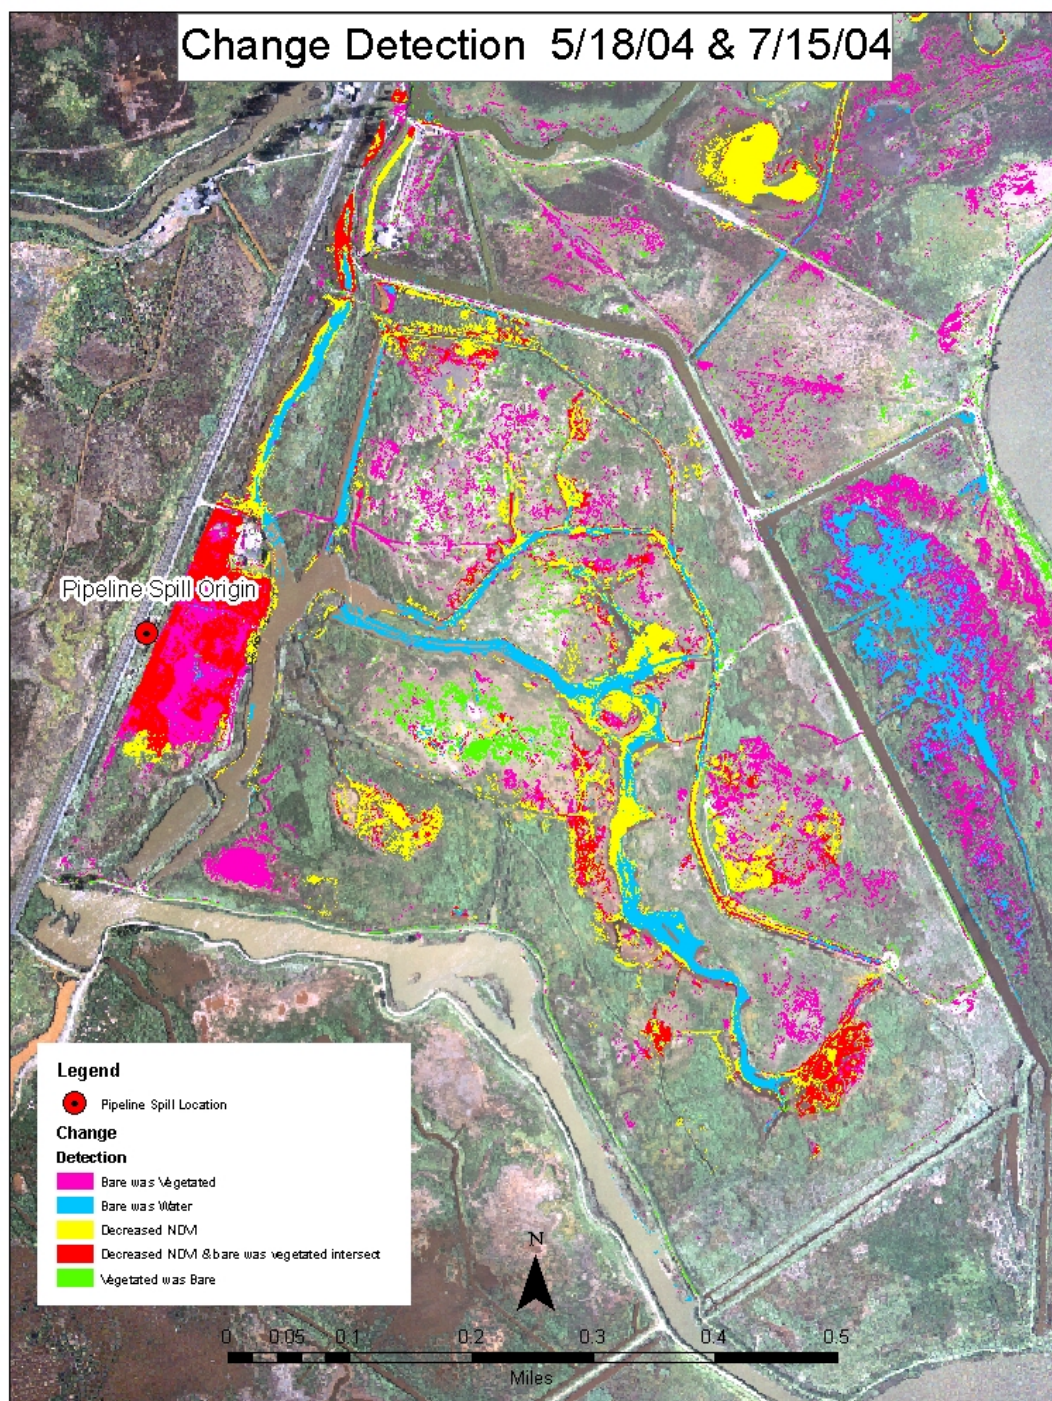 Change Detection 5/18/04 & 7/15/04
Pipeline Spill Origin
Legend
Pipeline Spill Location
Change
Detection
Bare was Vegetated
Bare was Water
Decreased NDVI
Decreased NDVI & bare was vegetated intersect
Vegetated was Bare
N
0 0.05 0.1 0.2 0.3 0.4 0.5
Miles